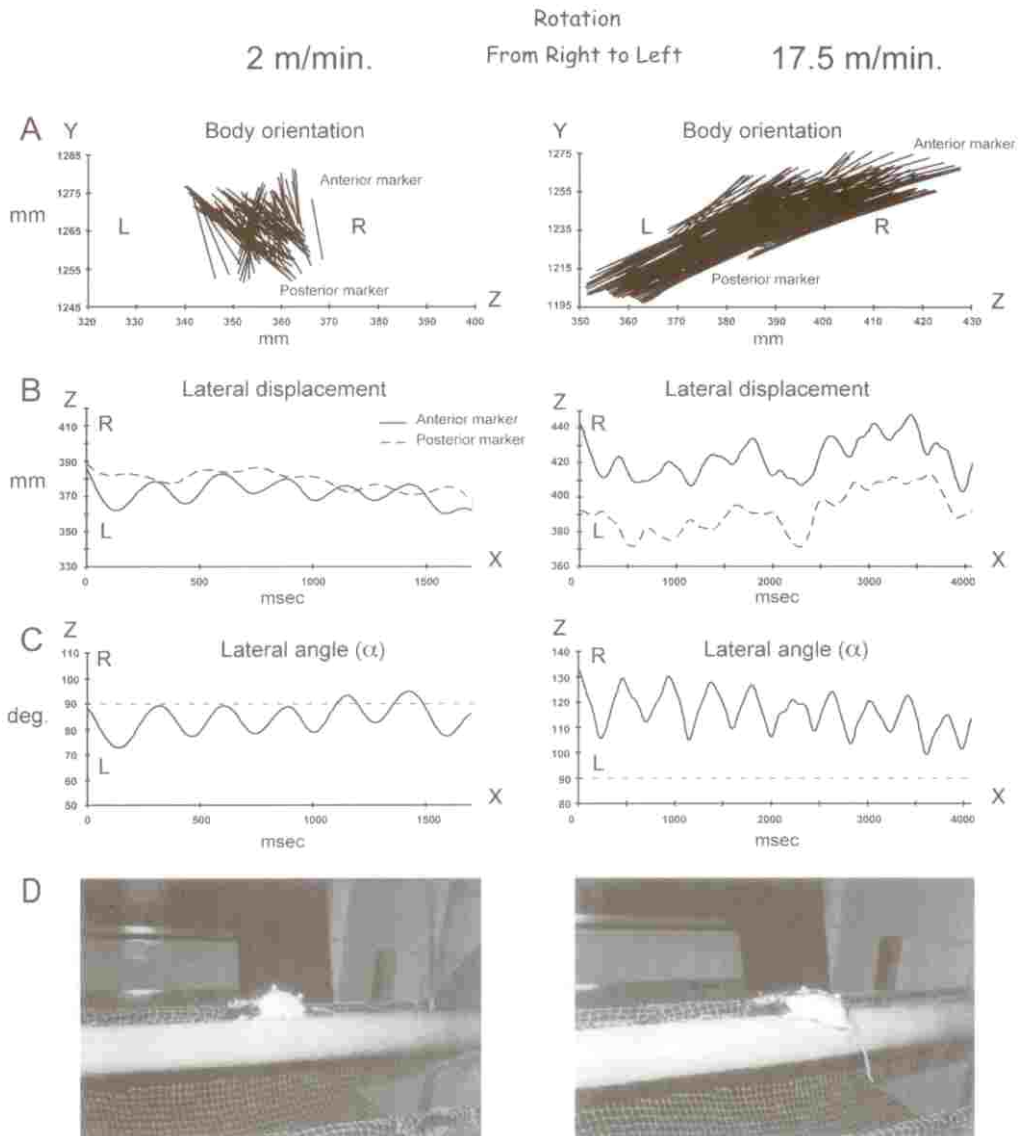 Rotation
From Right to Left
2 m/min.
17.5 m/min.
A
Y
Body orientation
1285
1275
1265
1255
1245
mm
L
R
Anterior marker
Posterior marker
Z
320 330 340 350 360 370 380 390 400
mm
Y
Body orientation
1275
1255
1235
1215
1195
L
R
Anterior marker
Posterior marker
Z
350 360 370 380 390 400 410 420 430
mm
B
Z
Lateral displacement
R
Anterior marker
Posterior marker
410
390
370
350
330
mm
L
X
0 500 1000 1500
msec
Z
Lateral displacement
R
440
420
400
380
360
L
X
0 1000 2000 3000 4000
msec
C
Z
Lateral angle (α)
R
110
100
90
80
70
60
50
deg.
L
X
0 500 1000 1500
msec
Z
Lateral angle (α)
R
140
130
120
110
100
90
80
L
X
0 1000 2000 3000 4000
msec
D